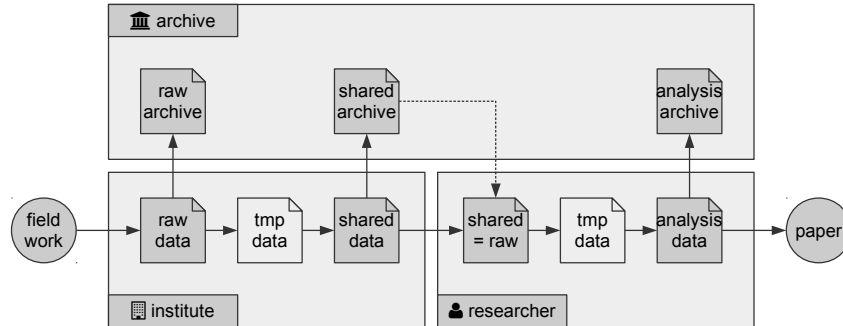 archive
raw
archive
shared
archive
analysis
archive
field
work
raw
data
tmp
data
shared
data
shared
= raw
tmp
data
analysis
data
paper
institute
researcher